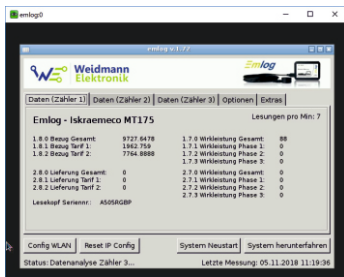 emlog:0
emlog v.1.22
Weidmann
Elektronik
Emlog
Daten (Zähler 1) Daten (Zähler 2) Daten (Zähler 3) Optionen Extras
Emlog - Iskraemeco MT175 Lesungen pro Min: 7
1.8.0 Bezug Gesamt: 9727.6478 1.7.0 Wirkleistung Gesamt: 88
1.8.1 Bezug Tarif 1: 1962.759 1.7.1 Wirkleistung Phase 1: 0
1.8.2 Bezug Tarif 2: 7764.8888 1.7.2 Wirkleistung Phase 2: 0
1.7.3 Wirkleistung Phase 3: 0
2.8.0 Lieferung Gesamt: 0 2.7.0 Wirkleistung Gesamt: 0
2.8.1 Lieferung Tarif 1: 0 2.7.1 Wirkleistung Phase 1: 0
2.8.2 Lieferung Tarif 2: 0 2.7.2 Wirkleistung Phase 2: 0
2.7.3 Wirkleistung Phase 3: 0
Lesekopf Seriennr.: A505RGBP
Config WLAN Reset IP Config System Neustart System herunterfahren
Status: Datenanalyse Zähler 3... Letzte Messung: 05.11.2018 11:19:36